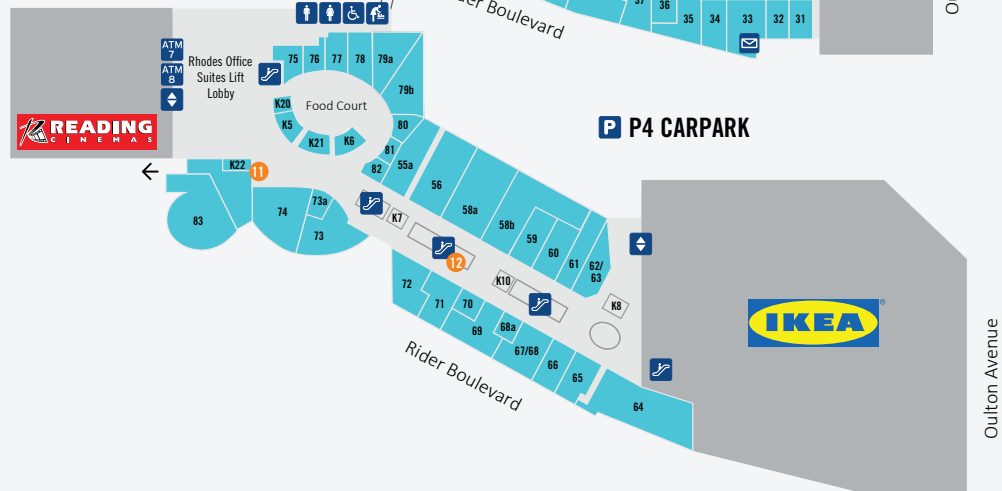 Rider Boulevard
37
36
35
34
33
32
31
ATM
7
ATM
8
Rhodes Office
Suites Lift
Lobby
75
76
77
78
79a
79b
K20
Food Court
K5
K21
K6
80
81
82
55a
READING
CINEMAS
P P4 CARPARK
K22
11
83
74
73a
73
K7
56
58a
58b
59
60
61
62/
63
12
K10
K8
72
71
70
69
68a
67/68
66
65
64
IKEA
®
Rider Boulevard
Oulton Avenue